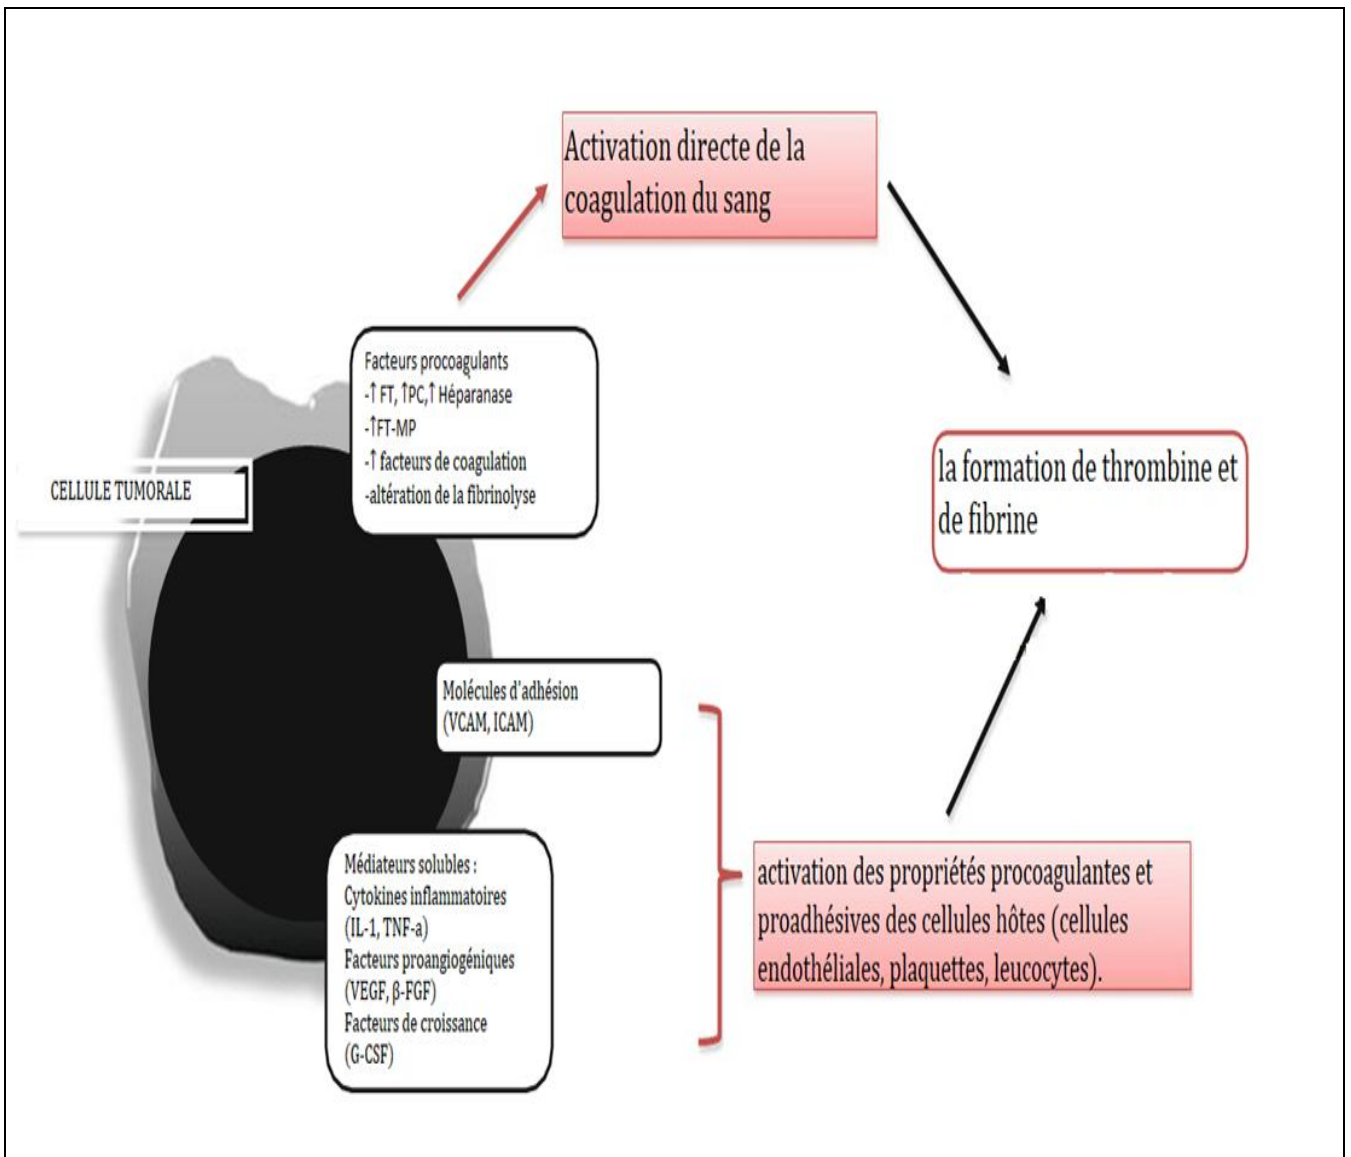 Activation directe de la
coagulation du sang
Facteurs procoagulants
-↑ FT, ↑PC,↑ Héparanase
-↑FT-MP
-↑ facteurs de coagulation
-altération de la fibrinolyse
CELLULE TUMORALE
la formation de thrombine et
de fibrine
Molécules d'adhésion
(VCAM, ICAM)
Médiateurs solubles :
Cytokines inflammatoires
(IL-1, TNF-a)
Facteurs proangiogéniques
(VEGF, β-FGF)
Facteurs de croissance
(G-CSF)
activation des propriétés procoagulantes et
proadhésives des cellules hôtes (cellules
endothéliales, plaquettes, leucocytes).